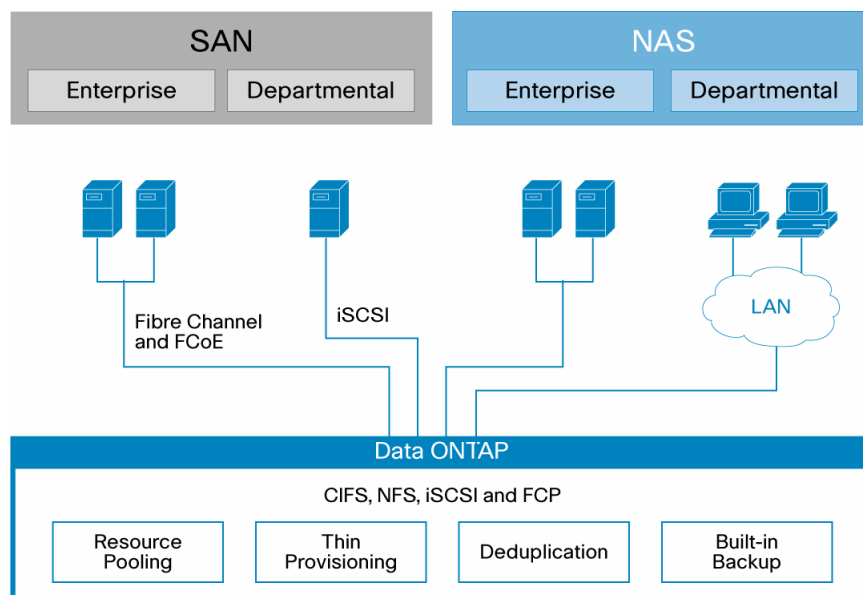 SAN
NAS
Enterprise
Departmental
Enterprise
Departmental
Fibre Channel
and FCoE
iSCSI
LAN
Data ONTAP
CIFS, NFS, iSCSI and FCP
Resource
Pooling
Thin
Provisioning
Deduplication
Built-in
Backup